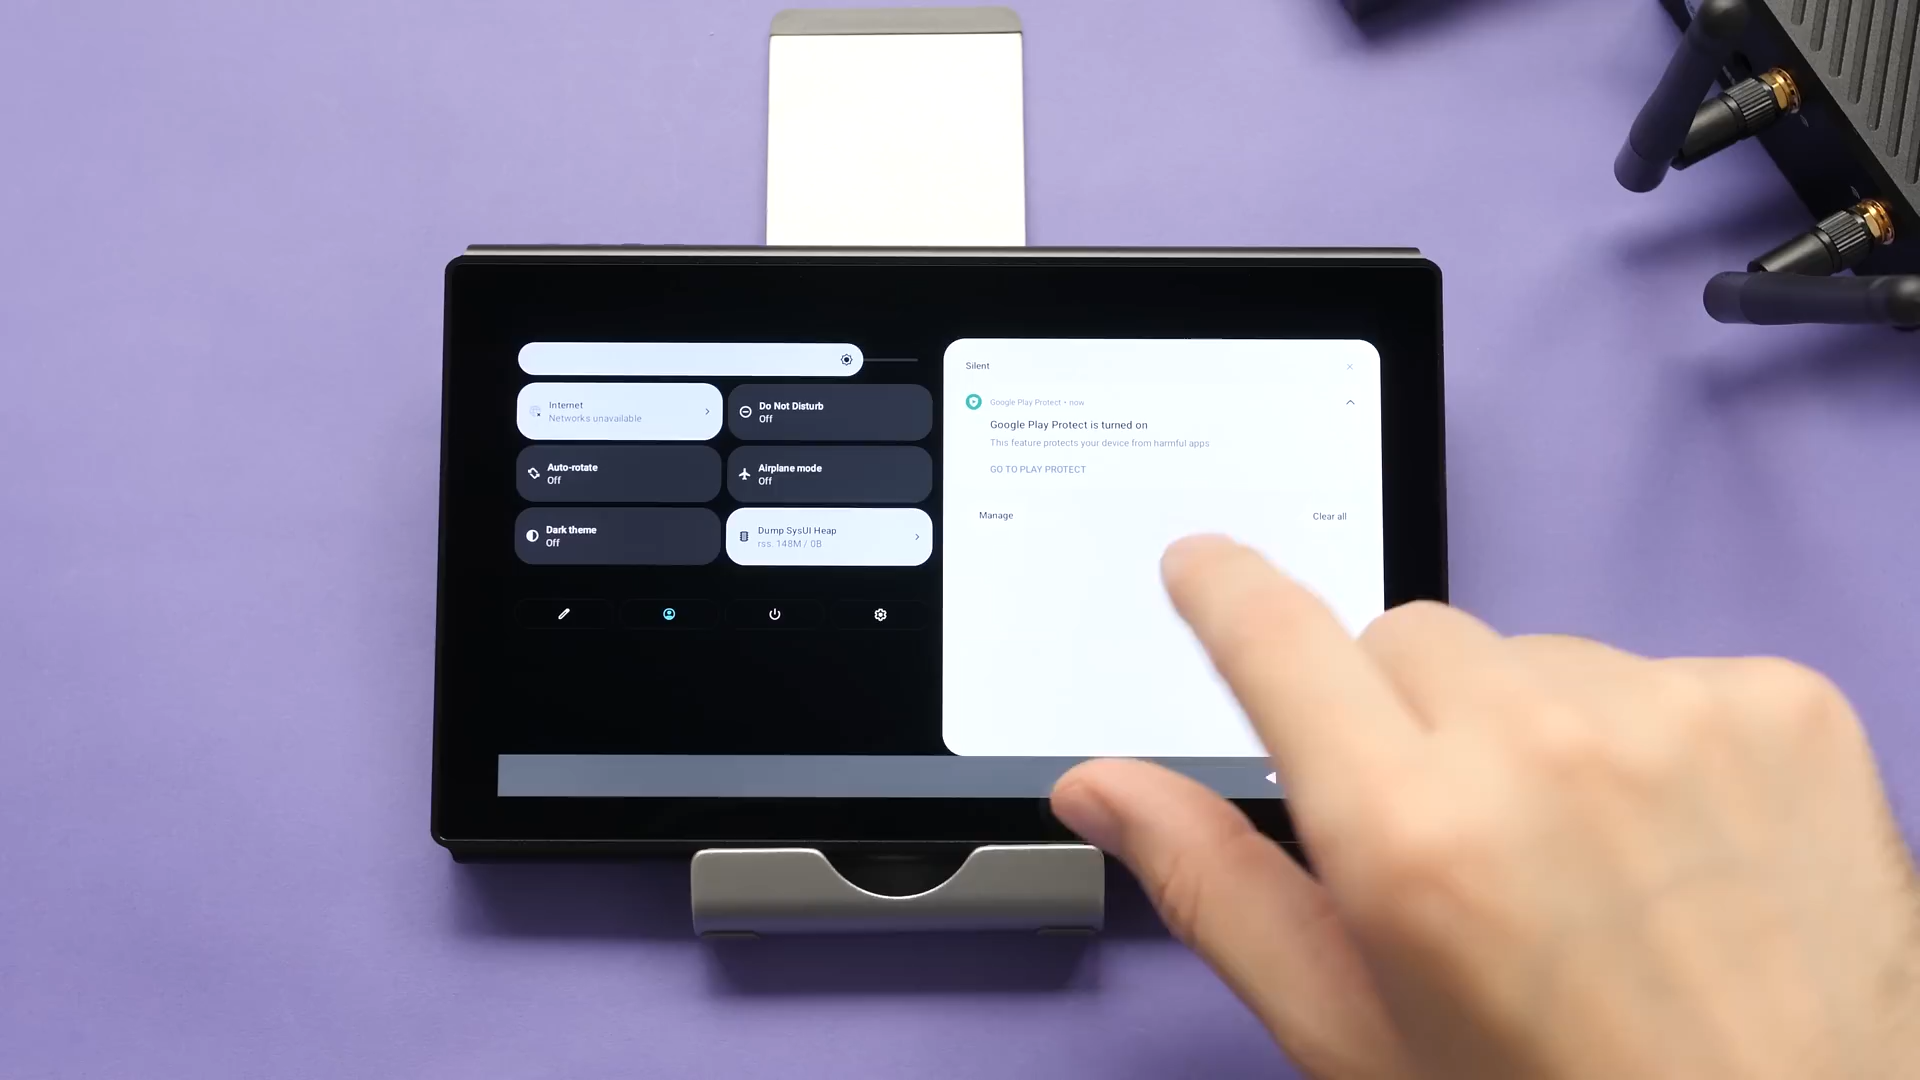 Internet
Networks unavailable
Do Not Disturb
Off
Auto-rotate
Off
Airplane mode
Off
Dark theme
Off
Dump SysUI Heap
rss: 148M / 0B
Silent
Google Play Protect • now
Google Play Protect is turned on
This feature protects your device from harmful apps
GO TO PLAY PROTECT
Manage
Clear all